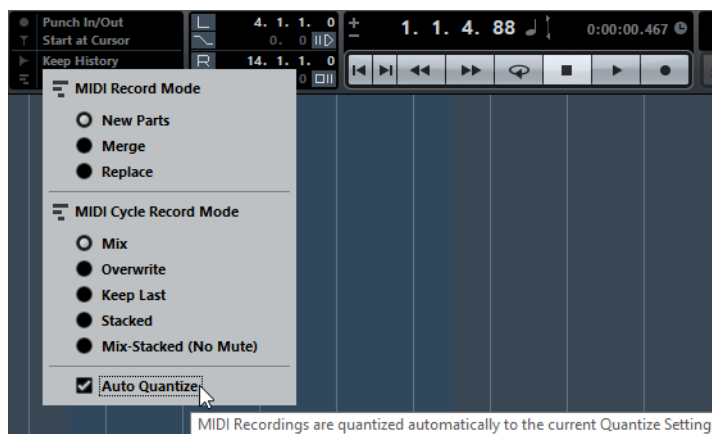 Punch In/Out L 4. 1. 1. 0 1. 1. 4. 88 0:00:00.467
Start at Cursor 0. 0
Keep History R 14. 1. 1. 0
0
MIDI Record Mode
New Parts
Merge
Replace
MIDI Cycle Record Mode
Mix
Overwrite
Keep Last
Stacked
Mix-Stacked (No Mute)
Auto Quantize
MIDI Recordings are quantized automatically to the current Quantize Setting